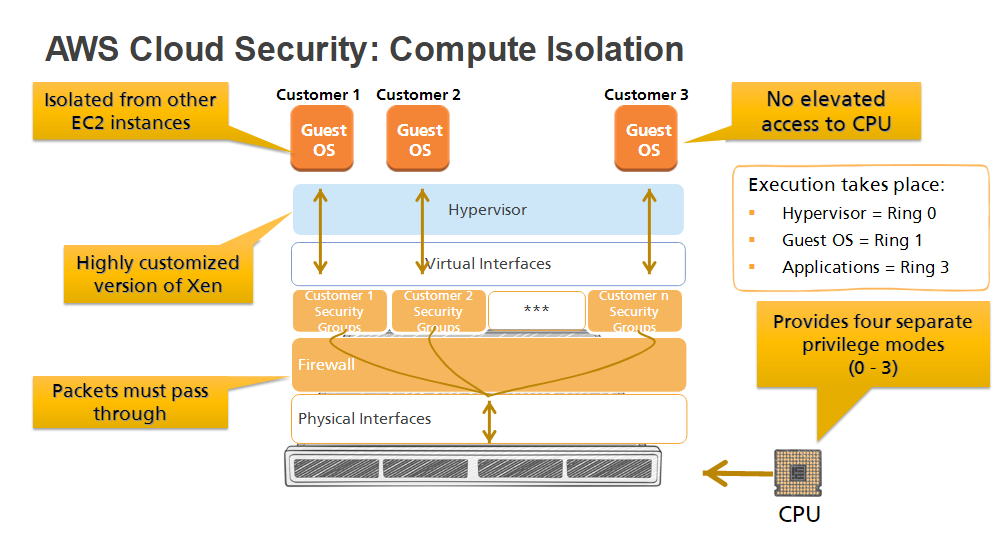 AWS Cloud Security: Compute Isolation
Isolated from other
EC2 instances
Customer 1
Customer 2
Customer 3
Guest
OS
Guest
OS
Guest
OS
No elevated
access to CPU
Execution takes place:
Hypervisor = Ring 0
Guest OS = Ring 1
Applications = Ring 3
Hypervisor
Highly customized
version of Xen
Virtual Interfaces
Customer 1
Security
Groups
Customer 2
Security
Groups
***
Customer n
Security
Groups
Provides four separate
privilege modes
(0 - 3)
Firewall
Packets must pass
through
Physical Interfaces
CPU